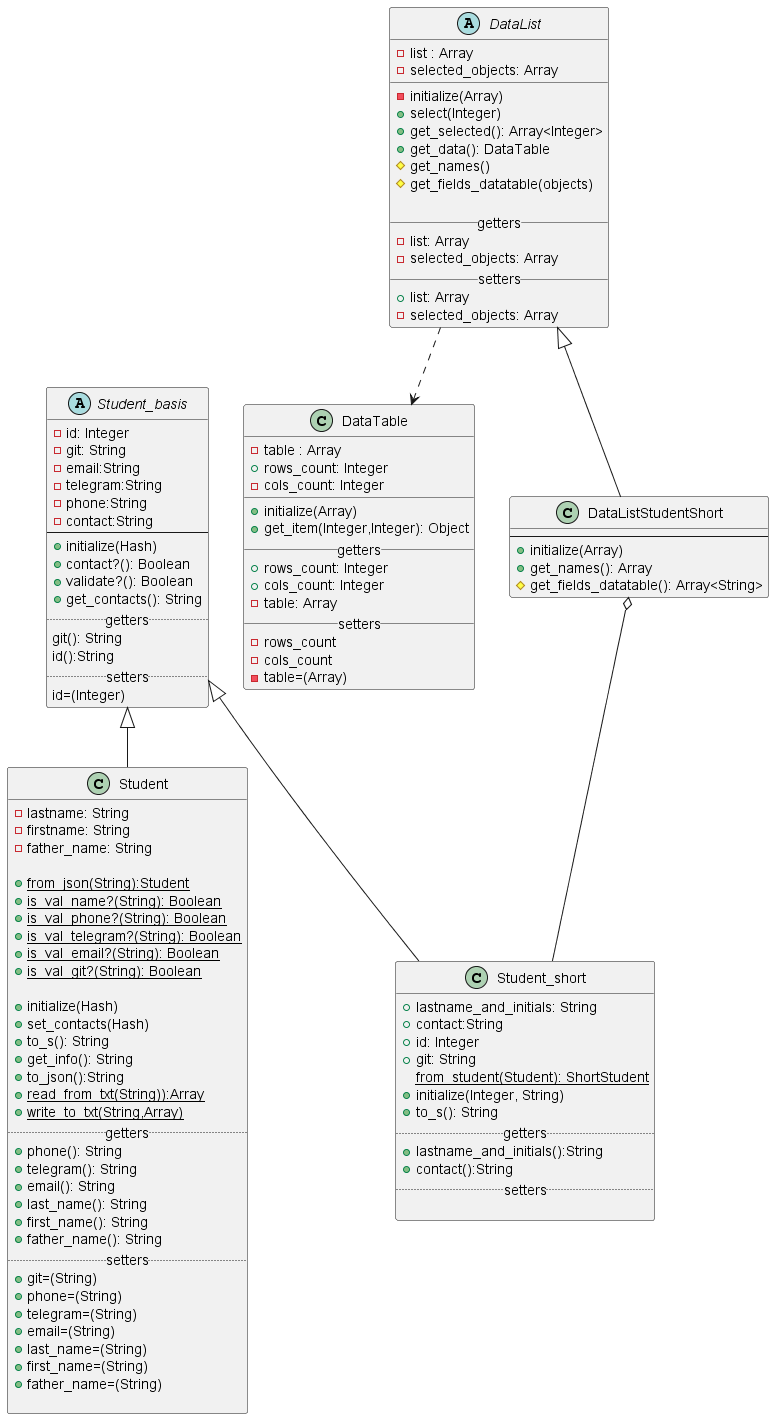 A DataList
list : Array
selected_objects: Array
initialize(Array)
select(Integer)
get_selected(): Array<Integer>
get_data(): DataTable
get_names()
get_fields_datatable(objects)
getters
list: Array
selected_objects: Array
setters
list: Array
selected_objects: Array
A Student_basis
id: Integer
git: String
email:String
telegram:String
phone:String
contact:String
initialize(Hash)
contact?(): Boolean
validate?(): Boolean
get_contacts(): String
getters
git(): String
id():String
setters
id=(Integer)
C DataTable
table : Array
rows_count: Integer
cols_count: Integer
initialize(Array)
get_item(Integer,Integer): Object
getters
rows_count: Integer
cols_count: Integer
table: Array
setters
rows_count
cols_count
table=(Array)
C DataListStudentShort
initialize(Array)
get_names(): Array
get_fields_datatable(): Array<String>
C Student
lastname: String
firstname: String
father_name: String
from_json(String):Student
is_val_name?(String): Boolean
is_val_phone?(String): Boolean
is_val_telegram?(String): Boolean
is_val_email?(String): Boolean
is_val_git?(String): Boolean
initialize(Hash)
set_contacts(Hash)
to_s(): String
get_info(): String
to_json():String
read_from_txt(String)):Array
write_to_txt(String,Array)
getters
phone(): String
telegram(): String
email(): String
last_name(): String
first_name(): String
father_name(): String
setters
git=(String)
phone=(String)
telegram=(String)
email=(String)
last_name=(String)
first_name=(String)
father_name=(String)
C Student_short
lastname_and_initials: String
contact:String
id: Integer
git: String
from_student(Student): ShortStudent
initialize(Integer, String)
to_s(): String
getters
lastname_and_initials():String
contact():String
setters